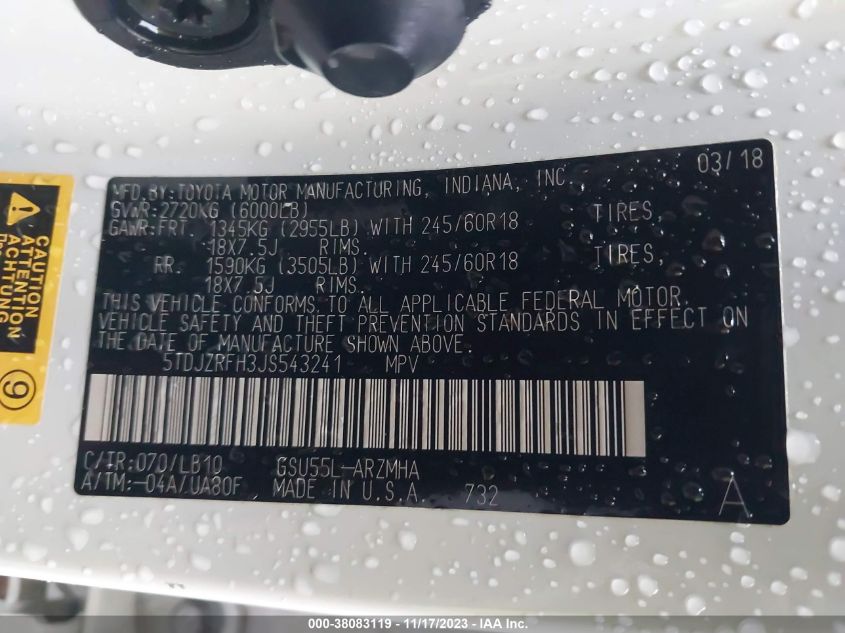 03/18
MFD.BY:TOYOTA MOTOR MANUFACTURING, INDIANA, INC.
GVWR:2720KG (6000LB)
GAWR:FRT. 1345KG (2955LB) WITH 245/60R18 TIRES,
18X7.5J RIMS.
RR. 1590KG (3505LB) WITH 245/60R18 TIRES,
18X7.5J RIMS.
THIS VEHICLE CONFORMS TO ALL APPLICABLE FEDERAL MOTOR
VEHICLE SAFETY AND THEFT PREVENTION STANDARDS IN EFFECT ON
THE DATE OF MANUFACTURE SHOWN ABOVE.
5TDJZRFH3JS543241 MPV
C/TR:070/LB10 GSU55L-ARZMHA
A/TM:-04A/UA80F MADE IN U.S.A. 732 A
CAUTION
ATTENTION
ACHTUNG
9
000-38083119 - 11/17/2023 - IAA Inc.